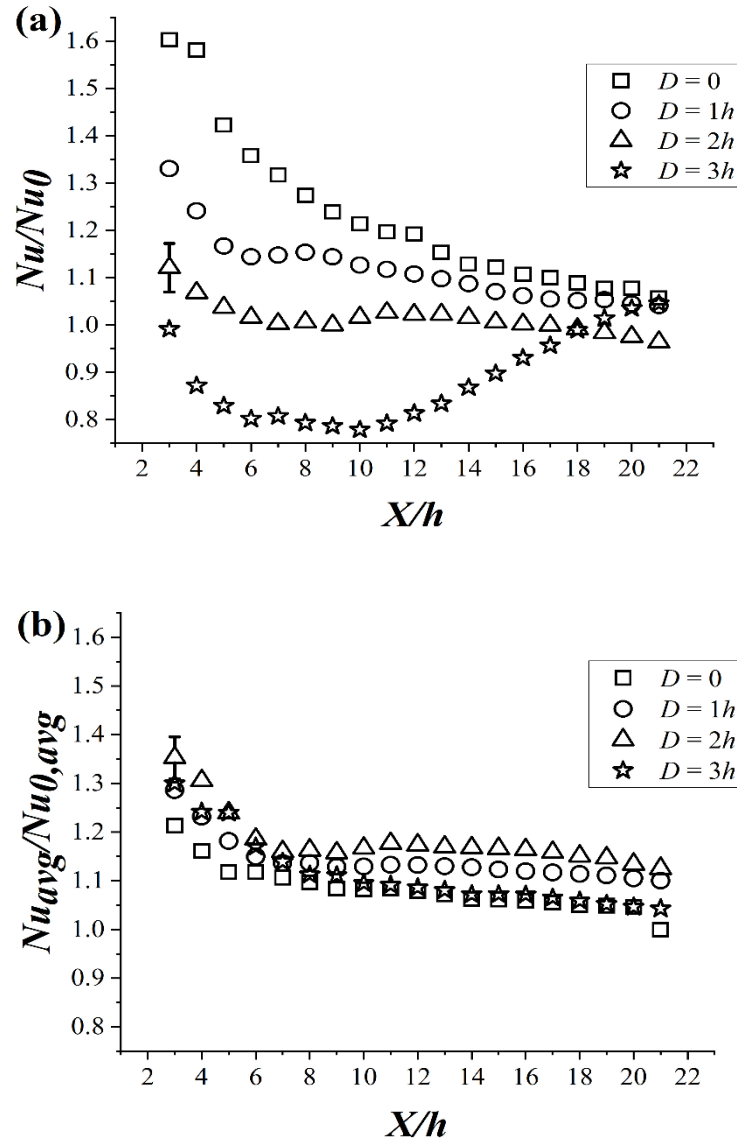 (a)
1.6
1.5
1.4
1.3
1.2
1.1
1.0
0.9
0.8
Nu/Nu0
D = 0
D = 1h
D = 2h
D = 3h
2 4 6 8 10 12 14 16 18 20 22
X/h
(b)
1.6
1.5
1.4
1.3
1.2
1.1
1.0
0.9
0.8
Nuavg/Nu0,avg
D = 0
D = 1h
D = 2h
D = 3h
2 4 6 8 10 12 14 16 18 20 22
X/h